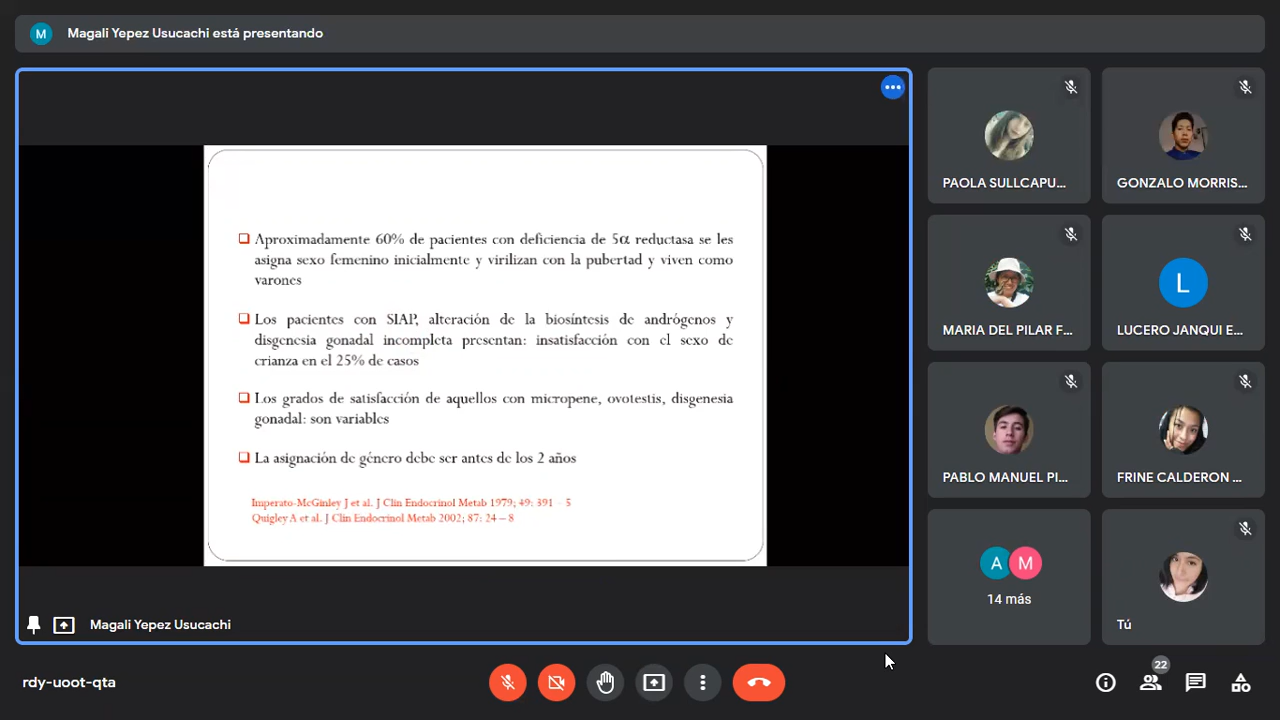 M
Magali Yepez Usucachi está presentando
❑ Aproximadamente 60% de pacientes con deficiencia de 5α reductasa se les
asigna sexo femenino inicialmente y virilizan con la pubertad y viven como
varones
❑ Los pacientes con SIAP, alteración de la biosíntesis de andrógenos y
disgenesia gonadal incompleta presentan: insatisfacción con el sexo de
crianza en el 25% de casos
❑ Los grados de satisfacción de aquellos con micropene, ovotestis, disgenesia
gonadal: son variables
❑ La asignación de género debe ser antes de los 2 años
Imperato-McGinley J et al. J Clin Endocrinol Metab 1979; 49: 391 – 5
Quigley A et al. J Clin Endocrinol Metab 2002; 87: 24 – 8
Magali Yepez Usucachi
PAOLA SULLCAPU...
GONZALO MORRIS...
MARIA DEL PILAR F...
L
LUCERO JANQUI E...
PABLO MANUEL PI...
FRINE CALDERON ...
A M
14 más
Tú
rdy-uoot-qta
22